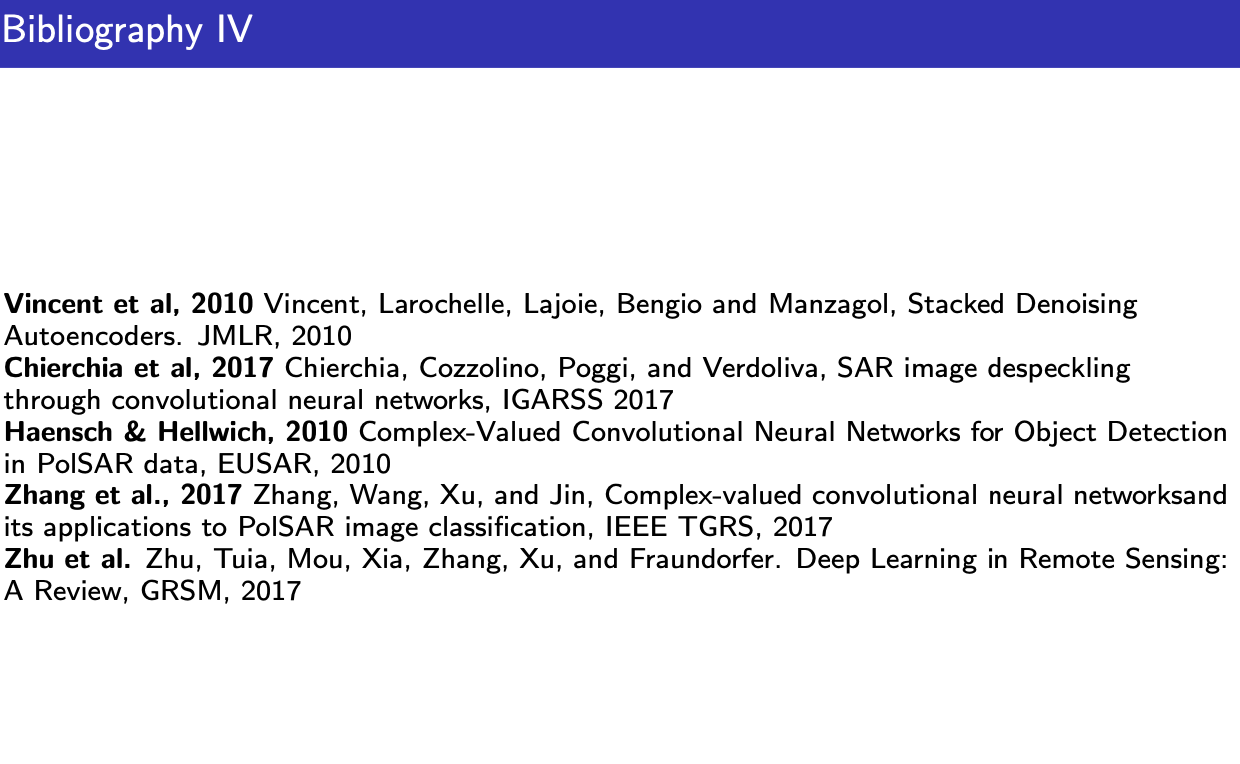 Bibliography IV
Vincent et al, 2010 Vincent, Larochelle, Lajoie, Bengio and Manzagol, Stacked Denoising
Autoencoders. JMLR, 2010
Chierchia et al, 2017 Chierchia, Cozzolino, Poggi, and Verdoliva, SAR image despeckling
through convolutional neural networks, IGARSS 2017
Haensch & Hellwich, 2010 Complex-Valued Convolutional Neural Networks for Object Detection
in PolSAR data, EUSAR, 2010
Zhang et al., 2017 Zhang, Wang, Xu, and Jin, Complex-valued convolutional neural networksand
its applications to PolSAR image classification, IEEE TGRS, 2017
Zhu et al. Zhu, Tuia, Mou, Xia, Zhang, Xu, and Fraundorfer. Deep Learning in Remote Sensing:
A Review, GRSM, 2017